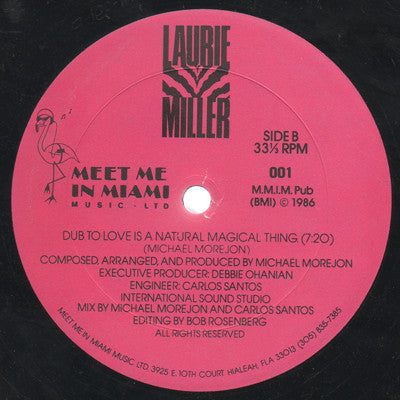 LAURIE
MILLER
SIDE B
33⅓ RPM
MEET ME
IN MIAMI
MUSIC · LTD
001
M.M.I.M. Pub
(BMI) © 1986
DUB TO LOVE IS A NATURAL MAGICAL THING (7:20)
(MICHAEL MOREJON)
COMPOSED, ARRANGED, AND PRODUCED BY MICHAEL MOREJON
EXECUTIVE PRODUCER: DEBBIE OHANIAN
ENGINEER: CARLOS SANTOS
INTERNATIONAL SOUND STUDIO
MIX BY MICHAEL MOREJON AND CARLOS SANTOS
EDITING BY BOB ROSENBERG
ALL RIGHTS RESERVED
MEET ME IN MIAMI MUSIC LTD. 3925 E. 10TH COURT HIALEAH, FLA 33013 (305) 835-7385